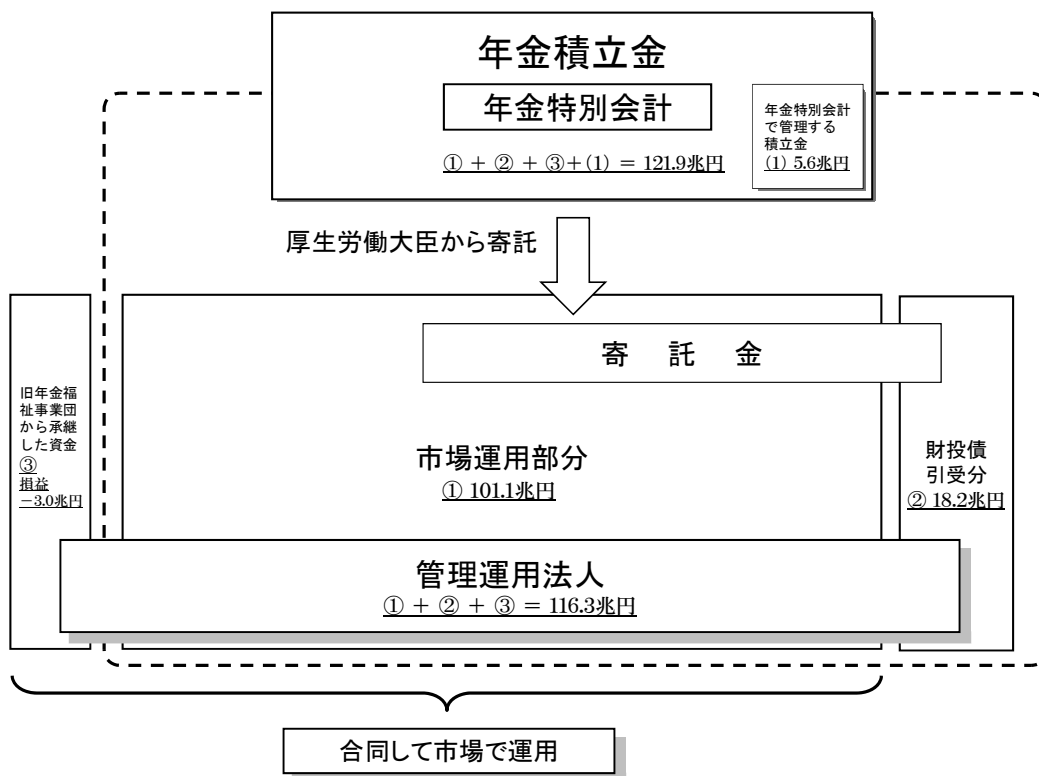 年金積立金
年金特別会計
① + ② + ③+(1) = 121.9兆円
年金特別会計
で管理する
積立金
(1) 5.6兆円
厚生労働大臣から寄託
寄 託 金
旧年金福
祉事業団
から承継
した資金
③
損益
−3.0兆円
市場運用部分
① 101.1兆円
財投債
引受分
② 18.2兆円
管理運用法人
① + ② + ③ = 116.3兆円
合同して市場で運用